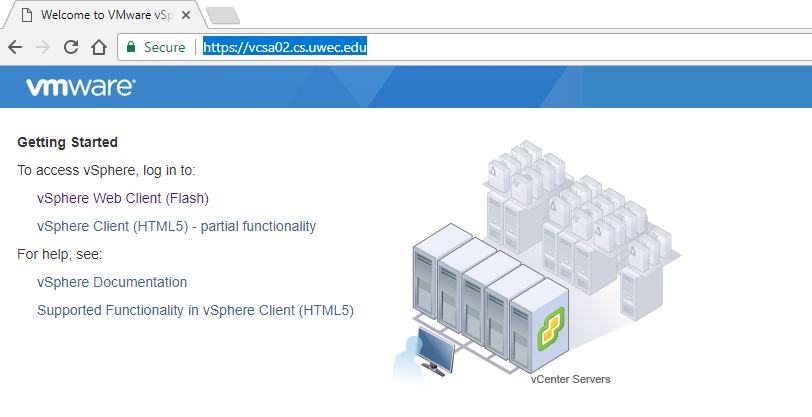 Welcome to VMware vSp
Secure
https://vcsa02.cs.uwec.edu
vmware®
Getting Started
To access vSphere, log in to:
vSphere Web Client (Flash)
vSphere Client (HTML5) - partial functionality
For help, see:
vSphere Documentation
Supported Functionality in vSphere Client (HTML5)
vCenter Servers